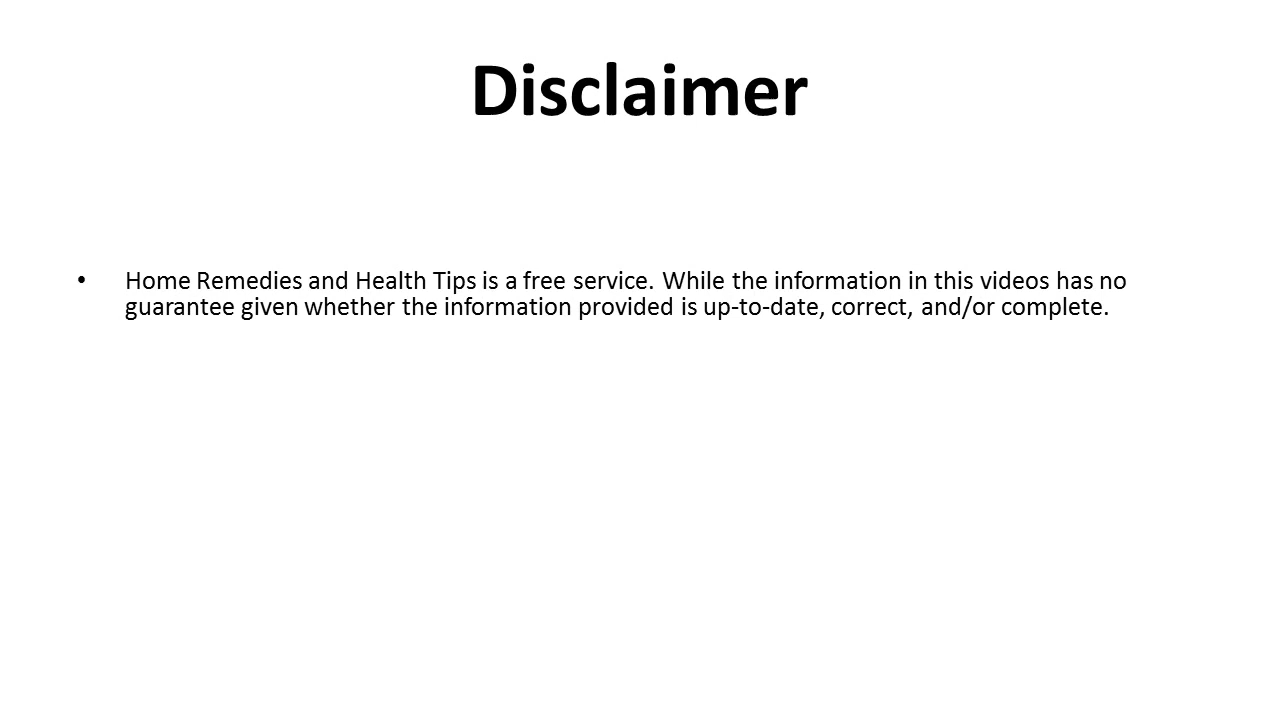 Disclaimer
• Home Remedies and Health Tips is a free service. While the information in this videos has no
guarantee given whether the information provided is up-to-date, correct, and/or complete.